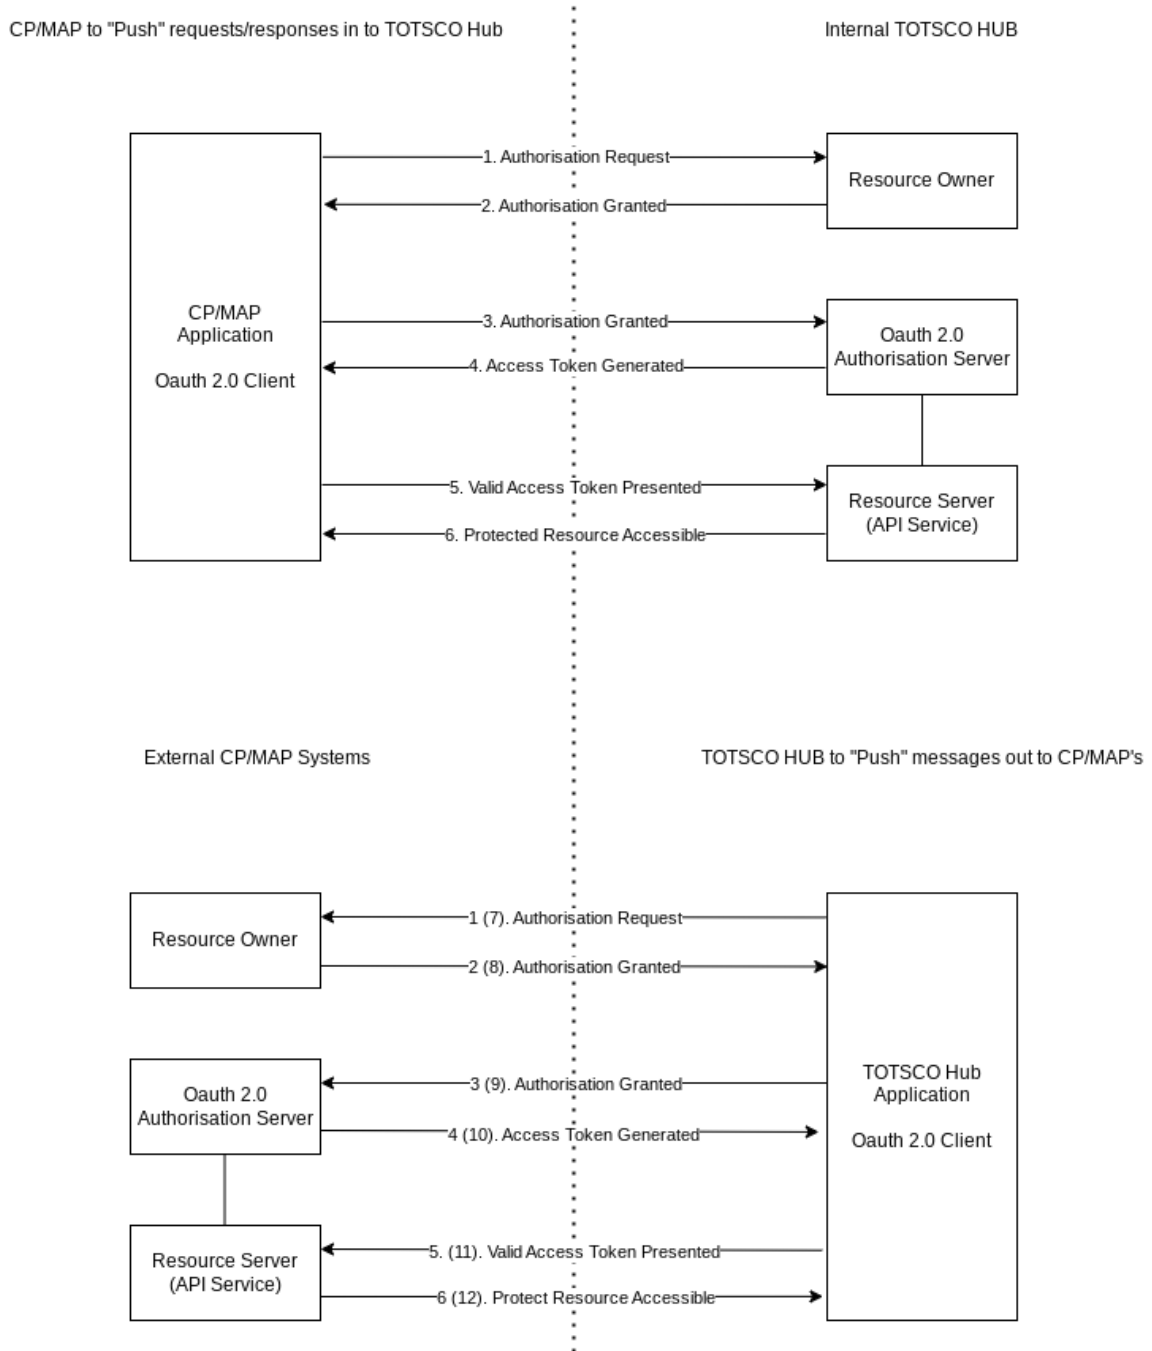 CP/MAP to "Push" requests/responses in to TOTSCO Hub
Internal TOTSCO HUB
1. Authorisation Request
Resource Owner
2. Authorisation Granted
CP/MAP
Application
Oauth 2.0 Client
3. Authorisation Granted
Oauth 2.0
Authorisation Server
4. Access Token Generated
5. Valid Access Token Presented
Resource Server
(API Service)
6. Protected Resource Accessible
External CP/MAP Systems
TOTSCO HUB to "Push" messages out to CP/MAP's
Resource Owner
1 (7). Authorisation Request
2 (8). Authorisation Granted
TOTSCO Hub
Application
Oauth 2.0 Client
3 (9). Authorisation Granted
Oauth 2.0
Authorisation Server
4 (10). Access Token Generated
5. (11). Valid Access Token Presented
Resource Server
(API Service)
6 (12). Protect Resource Accessible